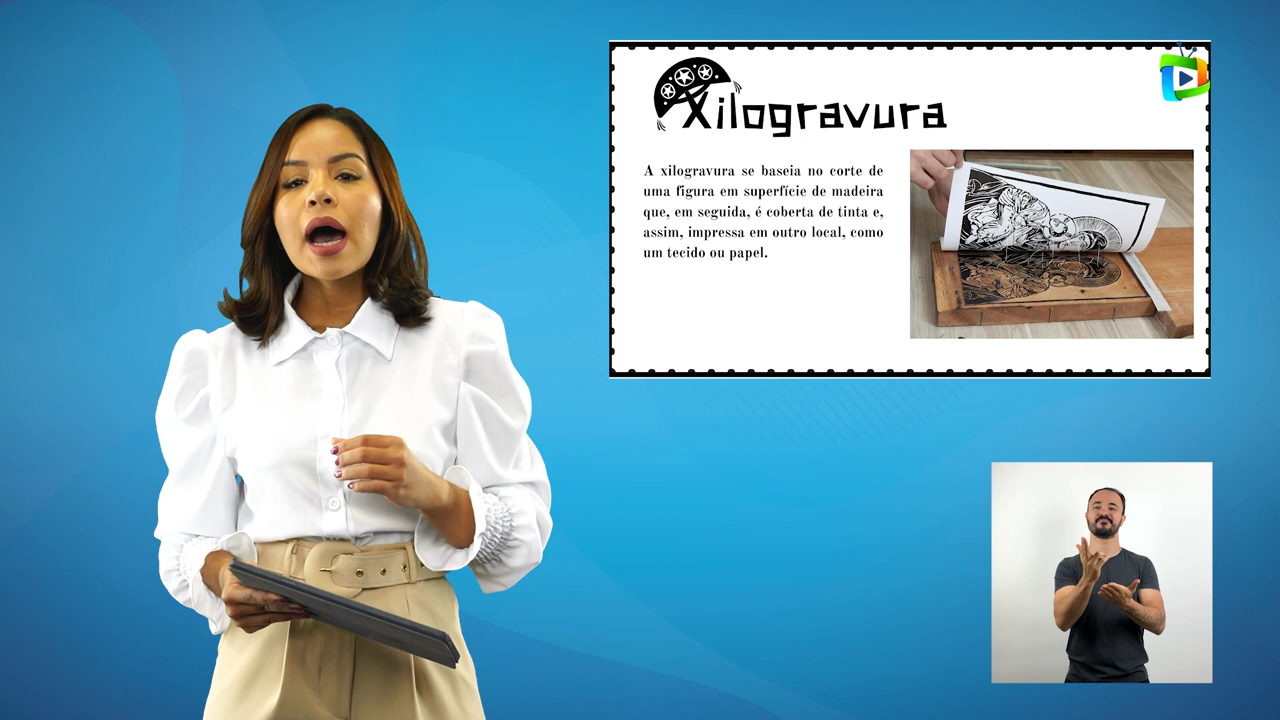 Xilogravura
A xilogravura se baseia no corte de
uma figura em superfície de madeira
que, em seguida, é coberta de tinta e,
assim, impressa em outro local, como
um tecido ou papel.